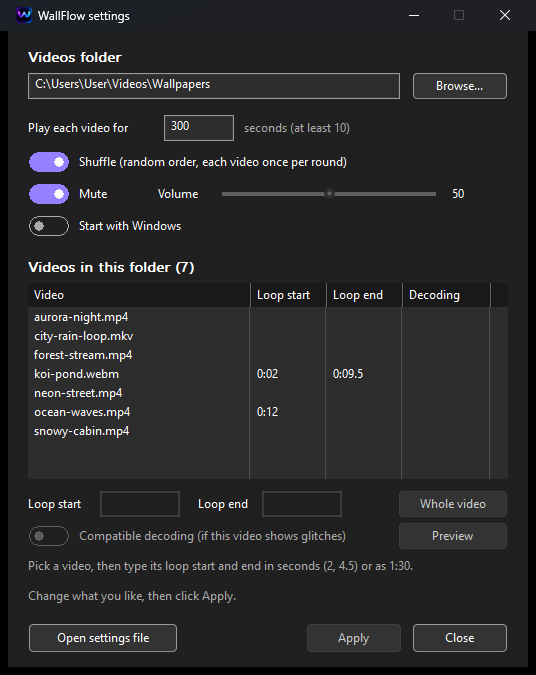 WallFlow settings
Videos folder
C:\Users\User\Videos\Wallpapers Browse...
Play each video for 300 seconds (at least 10)
Shuffle (random order, each video once per round)
Mute Volume 50
Start with Windows
Videos in this folder (7)
Video Loop start Loop end Decoding
aurora-night.mp4
city-rain-loop.mkv
forest-stream.mp4
koi-pond.webm 0:02 0:09.5
neon-street.mp4
ocean-waves.mp4 0:12
snowy-cabin.mp4
Loop start Loop end Whole video
Compatible decoding (if this video shows glitches) Preview
Pick a video, then type its loop start and end in seconds (2, 4.5) or as 1:30.
Change what you like, then click Apply.
Open settings file Apply Close